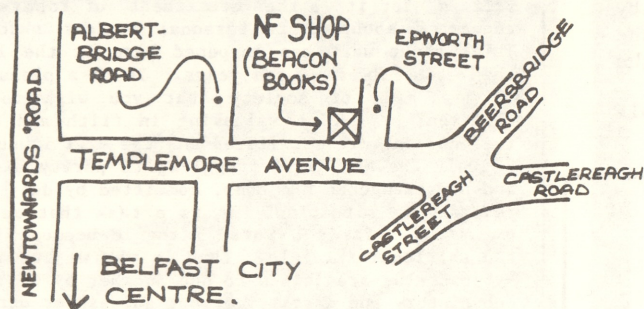 ALBERT-
BRIDGE
ROAD
NF SHOP
(BEACON
BOOKS)
EPWORTH
STREET
BEERSBRIDGE
ROAD
NEWTOWNARDS ROAD
TEMPLEMORE AVENUE
CASTLEREAGH
ROAD
CASTLEREAGH
STREET
BELFAST CITY
CENTRE.